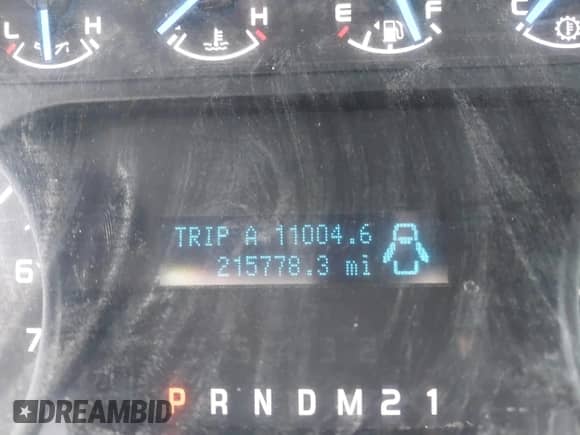 L H H E F C
TRIP A 11004.6
215778.3 mi
6
7
P R N D M 2 1
DREAMBID